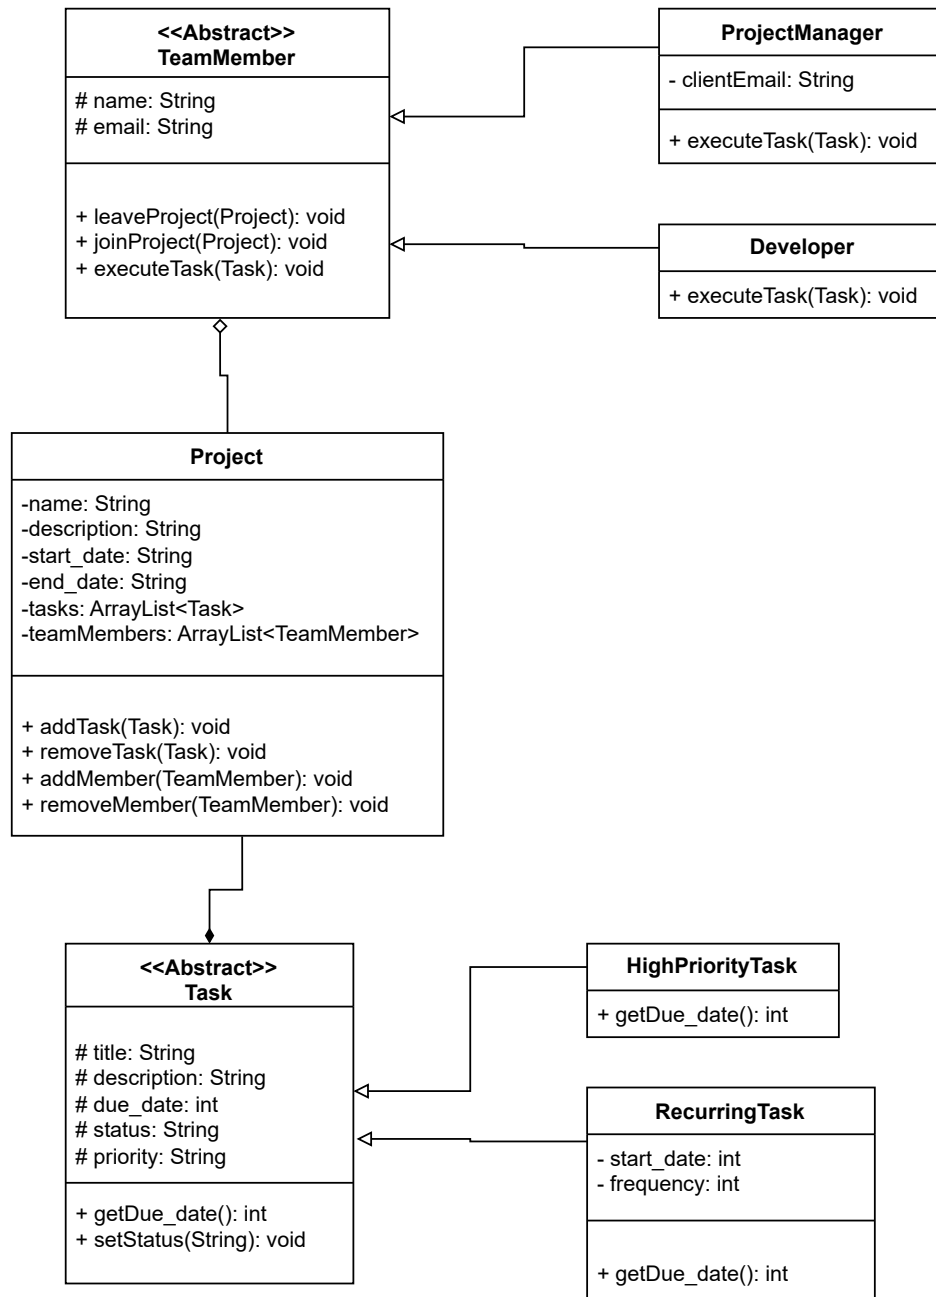 <<Abstract>>
TeamMember
# name: String
# email: String
+ leaveProject(Project): void
+ joinProject(Project): void
+ executeTask(Task): void
ProjectManager
- clientEmail: String
+ executeTask(Task): void
Developer
+ executeTask(Task): void
Project
-name: String
-description: String
-start_date: String
-end_date: String
-tasks: ArrayList<Task>
-teamMembers: ArrayList<TeamMember>
+ addTask(Task): void
+ removeTask(Task): void
+ addMember(TeamMember): void
+ removeMember(TeamMember): void
<<Abstract>>
Task
# title: String
# description: String
# due_date: int
# status: String
# priority: String
+ getDue_date(): int
+ setStatus(String): void
HighPriorityTask
+ getDue_date(): int
RecurringTask
- start_date: int
- frequency: int
+ getDue_date(): int